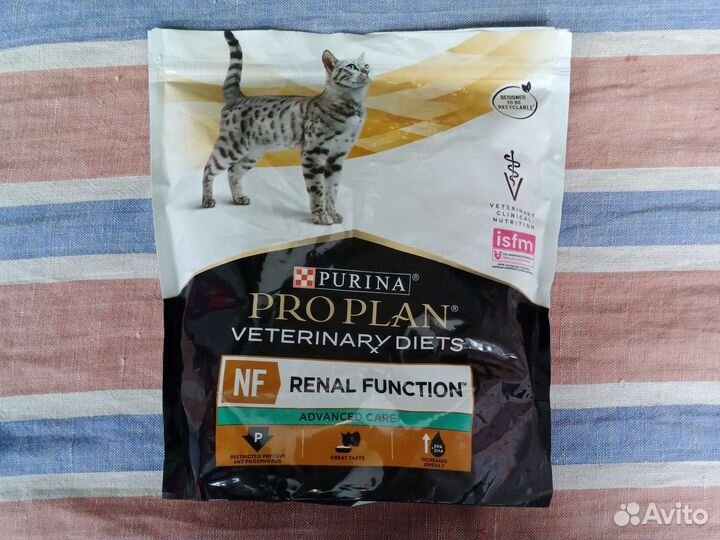 DESIGNED TO BE RECYCLABLE
VETERINARY
CLINICAL
NUTRITION
isfm
PURINA®
PRO PLAN®
VETERINARY DIETS
NF RENAL FUNCTION™
ADVANCED CARE
P
RESTRICTED PROTEIN
AND PHOSPHORUS
GREAT TASTE
EPA
DHA
INCREASED
OMEGA 3
Avito